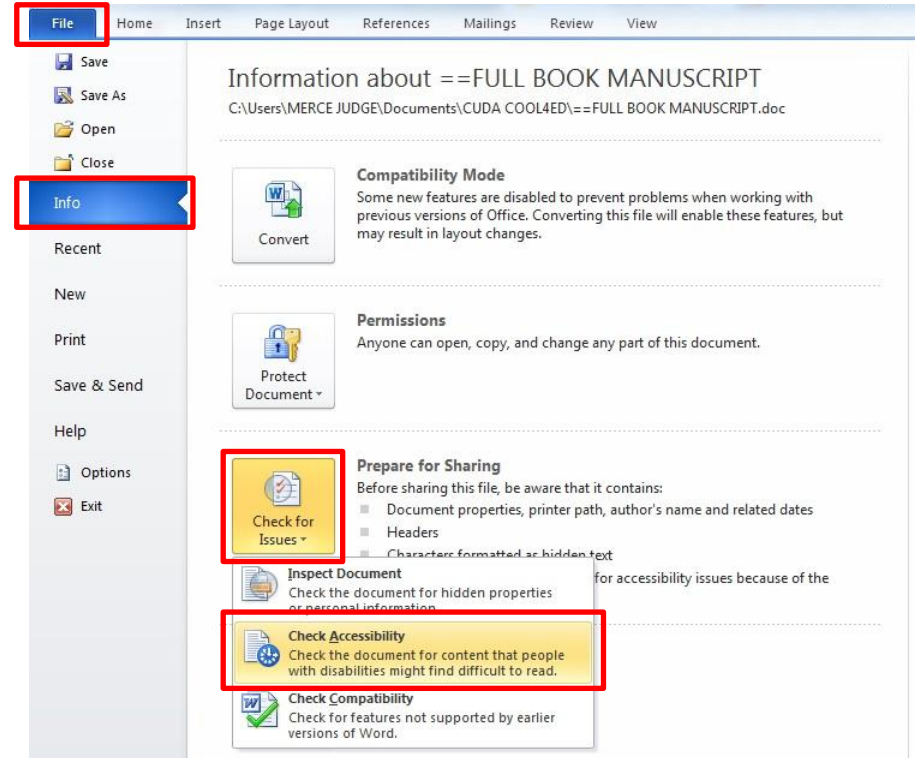 File Home Insert Page Layout References Mailings Review View
Save
Save As
Open
Close
Info
Recent
New
Print
Save & Send
Help
Options
Exit
Information about ==FULL BOOK MANUSCRIPT
C:\Users\MERCE JUDGE\Documents\CUDA COOL4ED\==FULL BOOK MANUSCRIPT.doc
Convert
Compatibility Mode
Some new features are disabled to prevent problems when working with
previous versions of Office. Converting this file will enable these features, but
may result in layout changes.
Protect
Document
Permissions
Anyone can open, copy, and change any part of this document.
Check for
Issues
Prepare for Sharing
Before sharing this file, be aware that it contains:
Document properties, printer path, author's name and related dates
Headers
Characters formatted as hidden text
for accessibility issues because of the
Inspect Document
Check the document for hidden properties
or personal information.
Check Accessibility
Check the document for content that people
with disabilities might find difficult to read.
Check Compatibility
Check for features not supported by earlier
versions of Word.